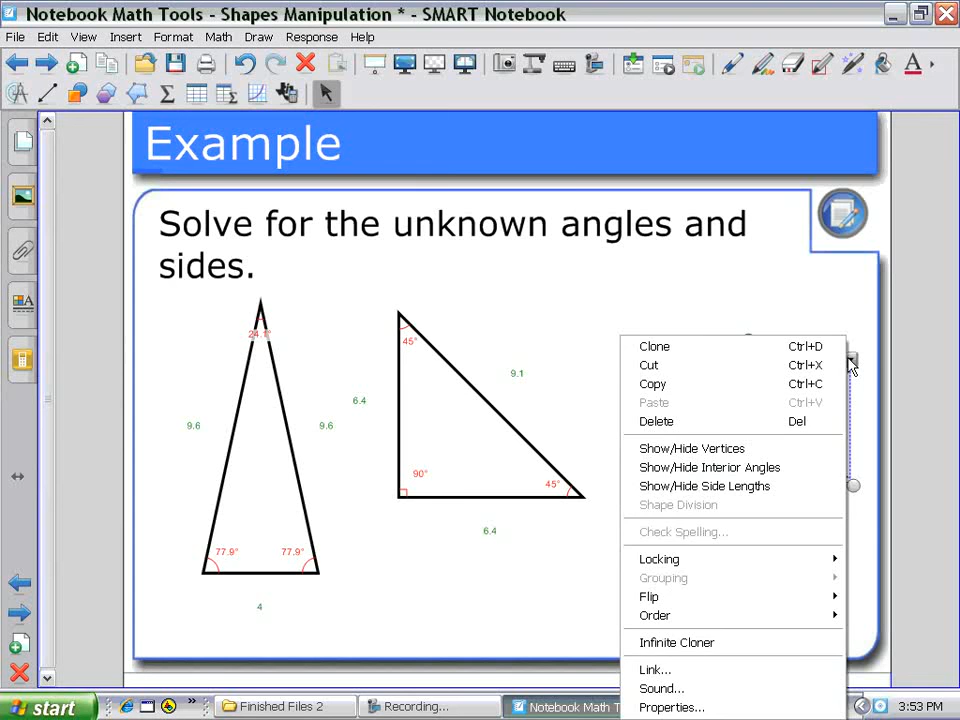 Notebook Math Tools - Shapes Manipulation * - SMART Notebook
File Edit View Insert Format Math Draw Response Help
Example
Solve for the unknown angles and
sides.
24.1°
45°
9.1
6.4
9.6
9.6
90°
45°
6.4
77.9°
77.9°
4
Clone Ctrl+D
Cut Ctrl+X
Copy Ctrl+C
Paste Ctrl+V
Delete Del
Show/Hide Vertices
Show/Hide Interior Angles
Show/Hide Side Lengths
Shape Division
Check Spelling...
Locking
Grouping
Flip
Order
Infinite Cloner
Link...
Sound...
Properties...
start
Finished Files 2
Recording...
Notebook Math T
3:53 PM